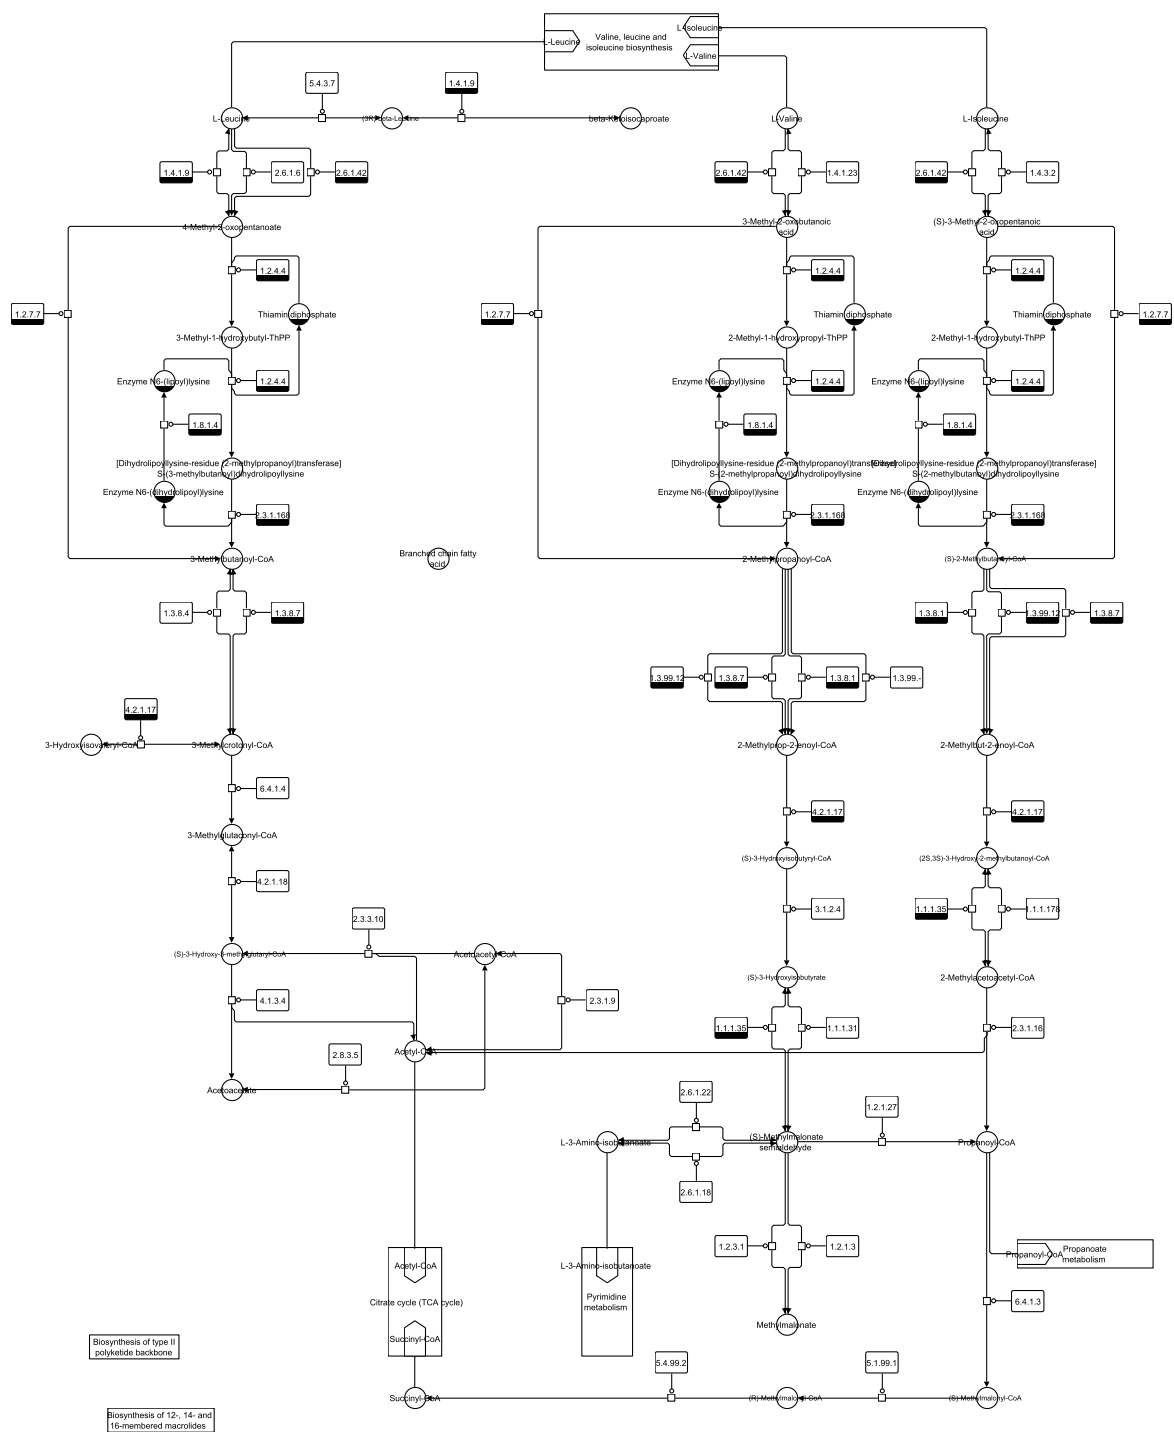 L-Isoleucine
L-Leucine
Valine, leucine and
isoleucine biosynthesis
L-Valine
5.4.3.7
1.4.1.9
L-Leucine
(3R)-beta-Leucine
beta-Ketoisocaproate
L-Valine
L-Isoleucine
1.4.1.9
2.6.1.6
2.6.1.42
2.6.1.42
1.4.1.23
2.6.1.42
1.4.3.2
4-Methyl-2-oxopentanoate
3-Methyl-2-oxobutanoic
acid
(S)-3-Methyl-2-oxopentanoic
acid
1.2.4.4
1.2.4.4
1.2.4.4
1.2.7.7
Thiamin diphosphate
1.2.7.7
Thiamin diphosphate
Thiamin diphosphate
1.2.7.7
3-Methyl-1-hydroxybutyl-ThPP
2-Methyl-1-hydroxypropyl-ThPP
2-Methyl-1-hydroxybutyl-ThPP
Enzyme N6-(lipoyl)lysine
1.2.4.4
Enzyme N6-(lipoyl)lysine
1.2.4.4
Enzyme N6-(lipoyl)lysine
1.2.4.4
1.8.1.4
1.8.1.4
1.8.1.4
[Dihydrolipoyllysine-residue (2-methylpropanoyl)transferase]
S-(3-methylbutanoyl)dihydrolipoyllysine
[Dihydrolipoyllysine-residue (2-methylpropanoyl)transferase]
S-(2-methylpropanoyl)dihydrolipoyllysine
[Dihydrolipoyllysine-residue (2-methylpropanoyl)transferase]
S-(2-methylbutanoyl)dihydrolipoyllysine
Enzyme N6-(dihydrolipoyl)lysine
Enzyme N6-(dihydrolipoyl)lysine
Enzyme N6-(dihydrolipoyl)lysine
2.3.1.168
2.3.1.168
2.3.1.168
3-Methylbutanoyl-CoA
Branched chain fatty
acid
2-Methylpropanoyl-CoA
(S)-2-Methylbutanoyl-CoA
1.3.8.4
1.3.8.7
1.3.8.1
1.3.99.12
1.3.8.7
1.3.99.12
1.3.8.7
1.3.8.1
1.3.99.-
4.2.1.17
3-Hydroxyisovaleryl-CoA
3-Methylcrotonyl-CoA
2-Methylprop-2-enoyl-CoA
2-Methylbut-2-enoyl-CoA
6.4.1.4
4.2.1.17
4.2.1.17
3-Methylglutaconyl-CoA
(S)-3-Hydroxyisobutyryl-CoA
(2S,3S)-3-Hydroxy-2-methylbutanoyl-CoA
4.2.1.18
2.3.3.10
3.1.2.4
1.1.1.35
1.1.1.178
(S)-3-Hydroxy-3-methylglutaryl-CoA
Acetoacetyl-CoA
(S)-3-Hydroxyisobutyrate
2-Methylacetoacetyl-CoA
4.1.3.4
2.3.1.9
1.1.1.35
1.1.1.31
2.3.1.16
2.8.3.5
Acetyl-CoA
Acetoacetate
2.6.1.22
1.2.1.27
L-3-Amino-isobutanoate
(S)-Methylmalonate
semialdehyde
Propanoyl-CoA
2.6.1.18
1.2.3.1
1.2.1.3
Propanoyl-CoA
Propanoate
metabolism
Acetyl-CoA
L-3-Amino-isobutanoate
Citrate cycle (TCA cycle)
Pyrimidine
metabolism
6.4.1.3
Methylmalonate
Succinyl-CoA
Biosynthesis of type II
polyketide backbone
5.4.99.2
5.1.99.1
Succinyl-CoA
(R)-Methylmalonyl-CoA
(S)-Methylmalonyl-CoA
Biosynthesis of 12-, 14- and
16-membered macrolides